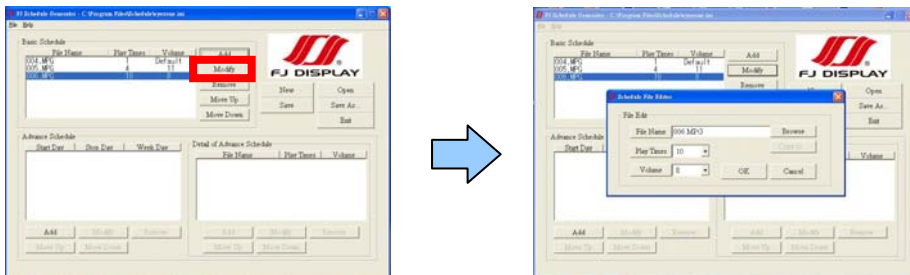 FJ Schedule Generator - C:\Program Files\Schedule\
File Help
Basic Schedule
File Name Play Times Volume
004.MPG 1 Default
005.MPG 4 11
006.MPG 10 8
Add
Modify
Remove
Move Up
Move Down
FJ DISPLAY
New Open
Save Save As..
Exit
Advance Schedule
Start Day Stop Day Week Day
Add Modify Remove
Move Up Move Down
Detail of Advance Schedule
File Name Play Times Volume
Add Modify Remove
Move Up Move Down
FJ Schedule Generator - C:\Program Files\Schedule\
File Help
Basic Schedule
File Name Play Times Volume
004.MPG 1 Default
005.MPG 4 11
006.MPG 10 8
Add
Modify
Remove
FJ DISPLAY
Open
Save As..
Exit
Schedule File Editor
File Edit
File Name 006.MPG Browse
Play Times 10
Volume 8 OK Cancel
Advance Schedule
Start Day
Volume
Add Modify Remove
Move Up Move Down
Add Modify Remove
Move Up Move Down